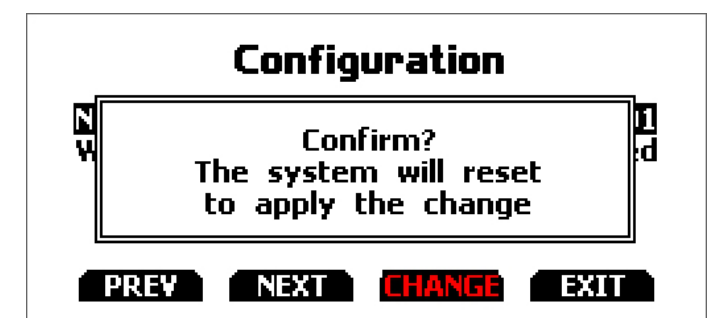 Configuration
Confirm?
The system will reset
to apply the change
PREV NEXT CHANGE EXIT